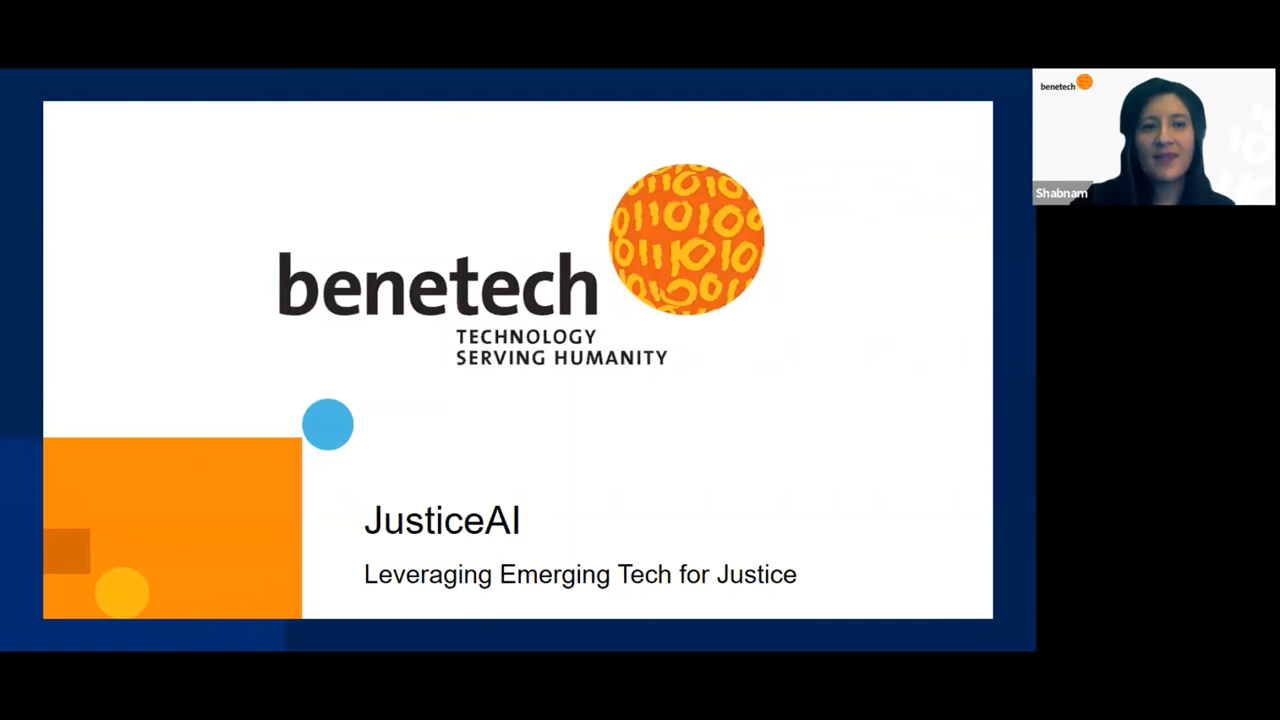 benetech
TECHNOLOGY
SERVING HUMANITY
JusticeAI
Leveraging Emerging Tech for Justice
benetech
Shabnam